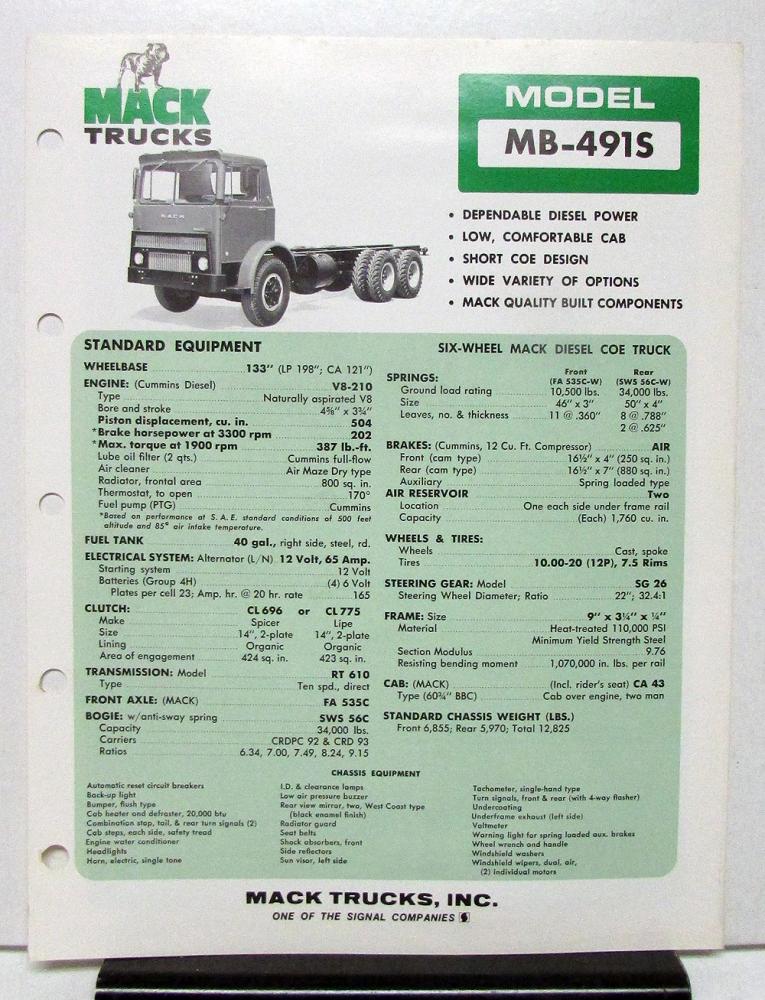 MACK
TRUCKS
MACK
MODEL
MB-491S
• DEPENDABLE DIESEL POWER
• LOW, COMFORTABLE CAB
• SHORT COE DESIGN
• WIDE VARIETY OF OPTIONS
• MACK QUALITY BUILT COMPONENTS
STANDARD EQUIPMENT
SIX-WHEEL MACK DIESEL COE TRUCK
WHEELBASE 133" (LP 198"; CA 121")
ENGINE: (Cummins Diesel) V8-210
Type Naturally aspirated V8
Bore and stroke 4⅝" x 3¾"
Piston displacement, cu. in. 504
*Brake horsepower at 3300 rpm 202
*Max. torque at 1900 rpm 387 lb.-ft.
Lube oil filter (2 qts.) Cummins full-flow
Air cleaner Air Maze Dry type
Radiator, frontal area 800 sq. in.
Thermostat, to open 170°
Fuel pump (PTG) Cummins
*Based on performance at S.A.E. standard conditions of 500 feet
altitude and 85° air intake temperature.
FUEL TANK 40 gal., right side, steel, rd.
ELECTRICAL SYSTEM: Alternator (L/N) 12 Volt, 65 Amp.
Starting system 12 Volt
Batteries (Group 4H) (4) 6 Volt
Plates per cell 23; Amp. hr. @ 20 hr. rate 165
CLUTCH: CL 696 or CL 775
Make Spicer Lipe
Size 14", 2-plate 14", 2-plate
Lining Organic Organic
Area of engagement 424 sq. in. 423 sq. in.
TRANSMISSION: Model RT 610
Type Ten spd., direct
FRONT AXLE: (MACK) FA 535C
BOGIE: w/anti-sway spring SWS 56C
Capacity 34,000 lbs.
Carriers CRDPC 92 & CRD 93
Ratios 6.34, 7.00, 7.49, 8.24, 9.15
Front Rear
SPRINGS: (FA 535C-W) (SWS 56C-W)
Ground load rating 10,500 lbs. 34,000 lbs.
Size 46" x 3" 50" x 4"
Leaves, no. & thickness 11 @ .360" 8 @ .788"
2 @ .625"
BRAKES: (Cummins, 12 Cu. Ft. Compressor) AIR
Front (cam type) 16½" x 4" (250 sq. in.)
Rear (cam type) 16½" x 7" (880 sq. in.)
Auxiliary Spring loaded type
AIR RESERVOIR Two
Location One each side under frame rail
Capacity (Each) 1,760 cu. in.
WHEELS & TIRES:
Wheels Cast, spoke
Tires 10.00-20 (12P), 7.5 Rims
STEERING GEAR: Model SG 26
Steering Wheel Diameter; Ratio 22"; 32.4:1
FRAME: Size 9" x 3¼" x ¼"
Material Heat-treated 110,000 PSI
Minimum Yield Strength Steel
Section Modulus 9.76
Resisting bending moment 1,070,000 in. lbs. per rail
CAB: (MACK) (Incl. rider's seat) CA 43
Type (60¾" BBC) Cab over engine, two man
STANDARD CHASSIS WEIGHT (LBS.)
Front 6,855; Rear 5,970; Total 12,825
CHASSIS EQUIPMENT
Automatic reset circuit breakers
Back-up light
Bumper, flush type
Cab heater and defroster, 20,000 btu
Combination stop, tail, & rear turn signals (2)
Cab steps, each side, safety tread
Engine water conditioner
Headlights
Horn, electric, single tone
I.D. & clearance lamps
Low air pressure buzzer
Rear view mirror, two, West Coast type
(black enamel finish)
Radiator guard
Seat belts
Shock absorbers, front
Side reflectors
Sun visor, left side
Tachometer, single-hand type
Turn signals, front & rear (with 4-way flasher)
Undercoating
Underframe exhaust (left side)
Voltmeter
Warning light for spring loaded aux. brakes
Wheel wrench and handle
Windshield washers
Windshield wipers, dual, air,
(2) individual motors
MACK TRUCKS, INC.
ONE OF THE SIGNAL COMPANIES